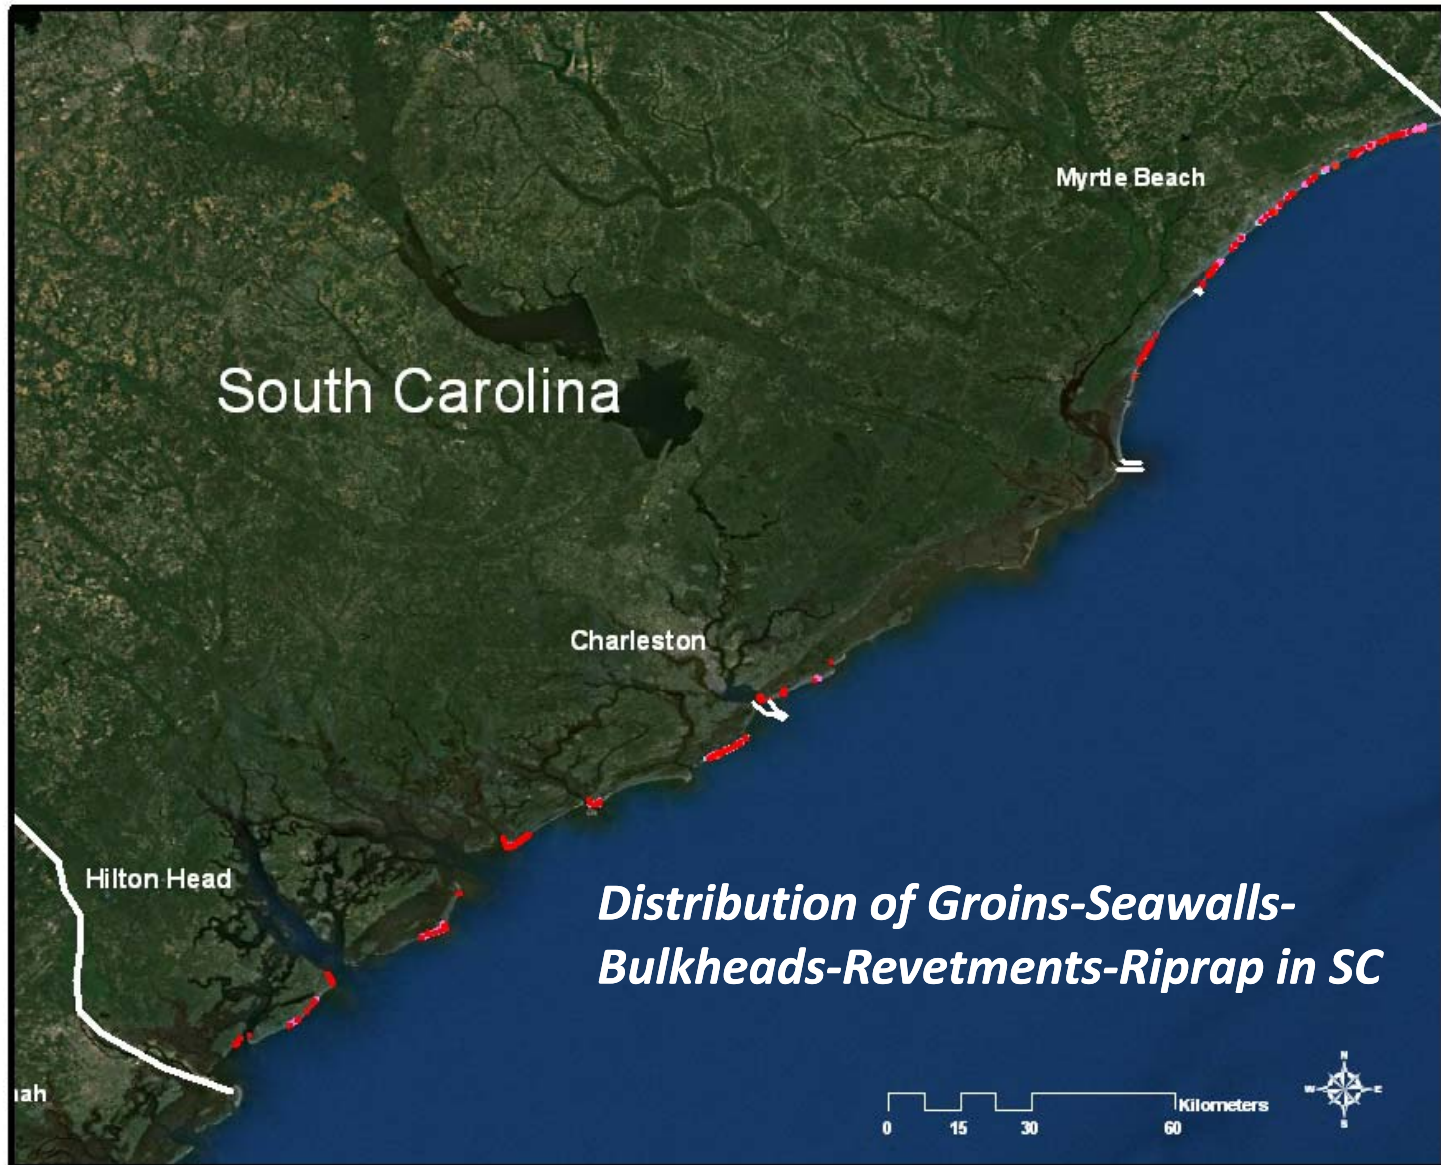 Myrtle Beach
South Carolina
Charleston
Hilton Head
Distribution of Groins-Seawalls-
Bulkheads-Revetments-Riprap in SC
nah
N
W E
S
Kilometers
0 15 30 60